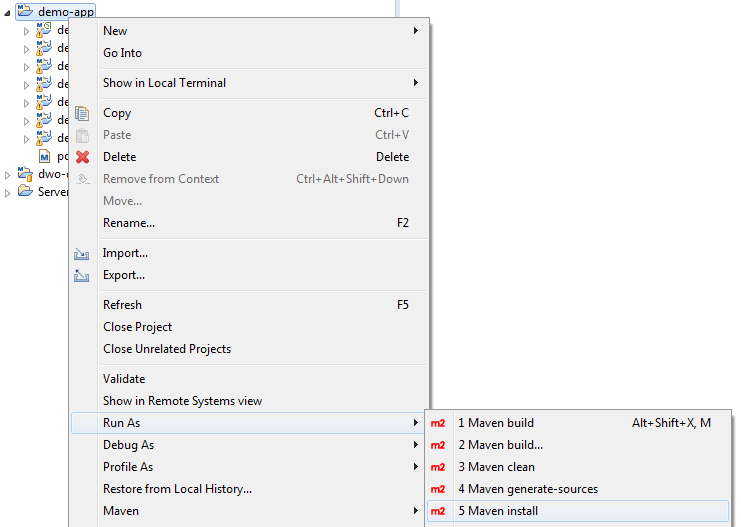 demo-app
de
de
de
de
de
de
de
po
dwo-
Server
New
Go Into
Show in Local Terminal
Copy Ctrl+C
Paste Ctrl+V
Delete Delete
Remove from Context Ctrl+Alt+Shift+Down
Move...
Rename... F2
Import...
Export...
Refresh F5
Close Project
Close Unrelated Projects
Validate
Show in Remote Systems view
Run As
Debug As
Profile As
Restore from Local History...
Maven
m2 1 Maven build Alt+Shift+X, M
m2 2 Maven build...
m2 3 Maven clean
m2 4 Maven generate-sources
m2 5 Maven install